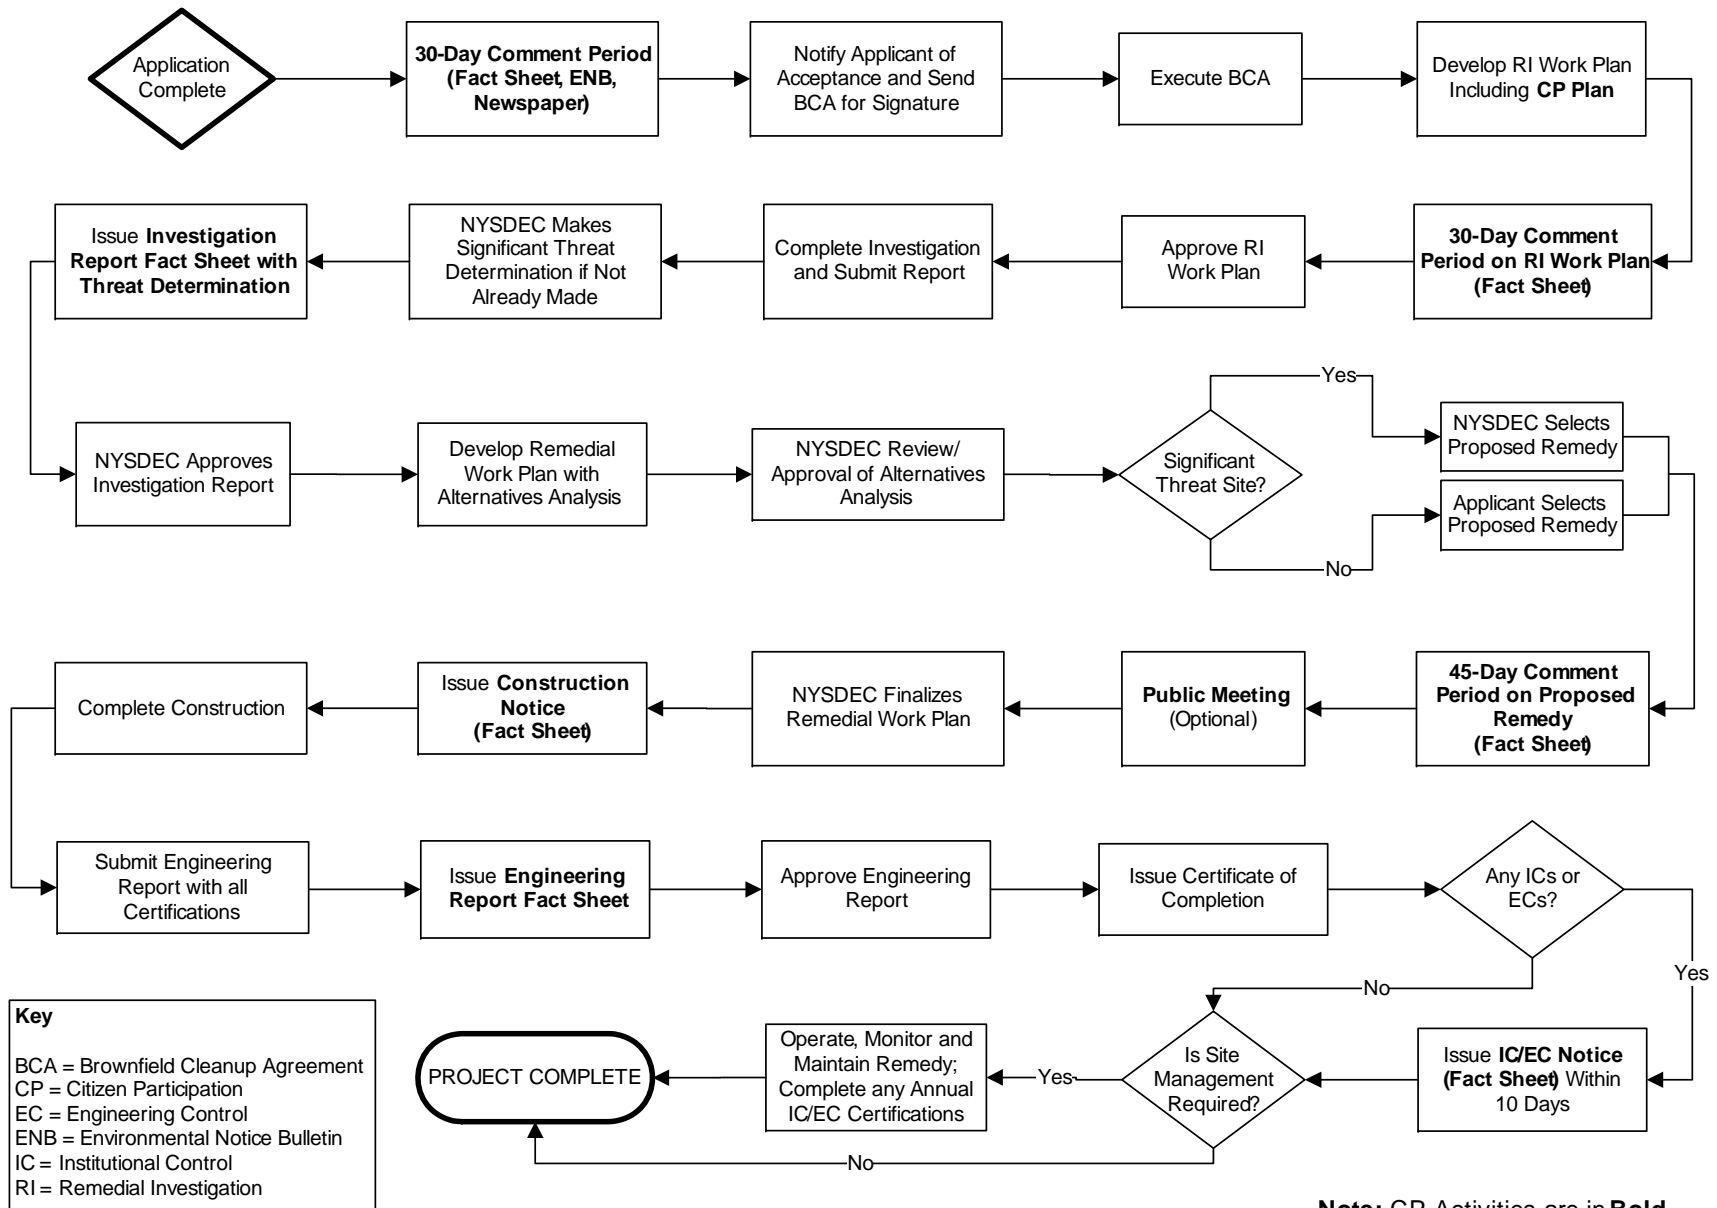 Application
Complete
30-Day Comment Period
(Fact Sheet, ENB,
Newspaper)
Notify Applicant of
Acceptance and Send
BCA for Signature
Execute BCA
Develop RI Work Plan
Including CP Plan
30-Day Comment
Period on RI Work Plan
(Fact Sheet)
Approve RI
Work Plan
Complete Investigation
and Submit Report
NYSDEC Makes
Significant Threat
Determination if Not
Already Made
Issue Investigation
Report Fact Sheet with
Threat Determination
NYSDEC Approves
Investigation Report
Develop Remedial
Work Plan with
Alternatives Analysis
NYSDEC Review/
Approval of Alternatives
Analysis
Significant
Threat Site?
Yes
NYSDEC Selects
Proposed Remedy
No
Applicant Selects
Proposed Remedy
45-Day Comment
Period on Proposed
Remedy
(Fact Sheet)
Public Meeting
(Optional)
NYSDEC Finalizes
Remedial Work Plan
Issue Construction
Notice
(Fact Sheet)
Complete Construction
Submit Engineering
Report with all
Certifications
Issue Engineering
Report Fact Sheet
Approve Engineering
Report
Issue Certificate of
Completion
Any ICs or
ECs?
Yes
No
Issue IC/EC Notice
(Fact Sheet) Within
10 Days
Is Site
Management
Required?
Yes
Operate, Monitor and
Maintain Remedy;
Complete any Annual
IC/EC Certifications
No
PROJECT COMPLETE
Key
BCA = Brownfield Cleanup Agreement
CP = Citizen Participation
EC = Engineering Control
ENB = Environmental Notice Bulletin
IC = Institutional Control
RI = Remedial Investigation
Note: CP Activities are in Bold